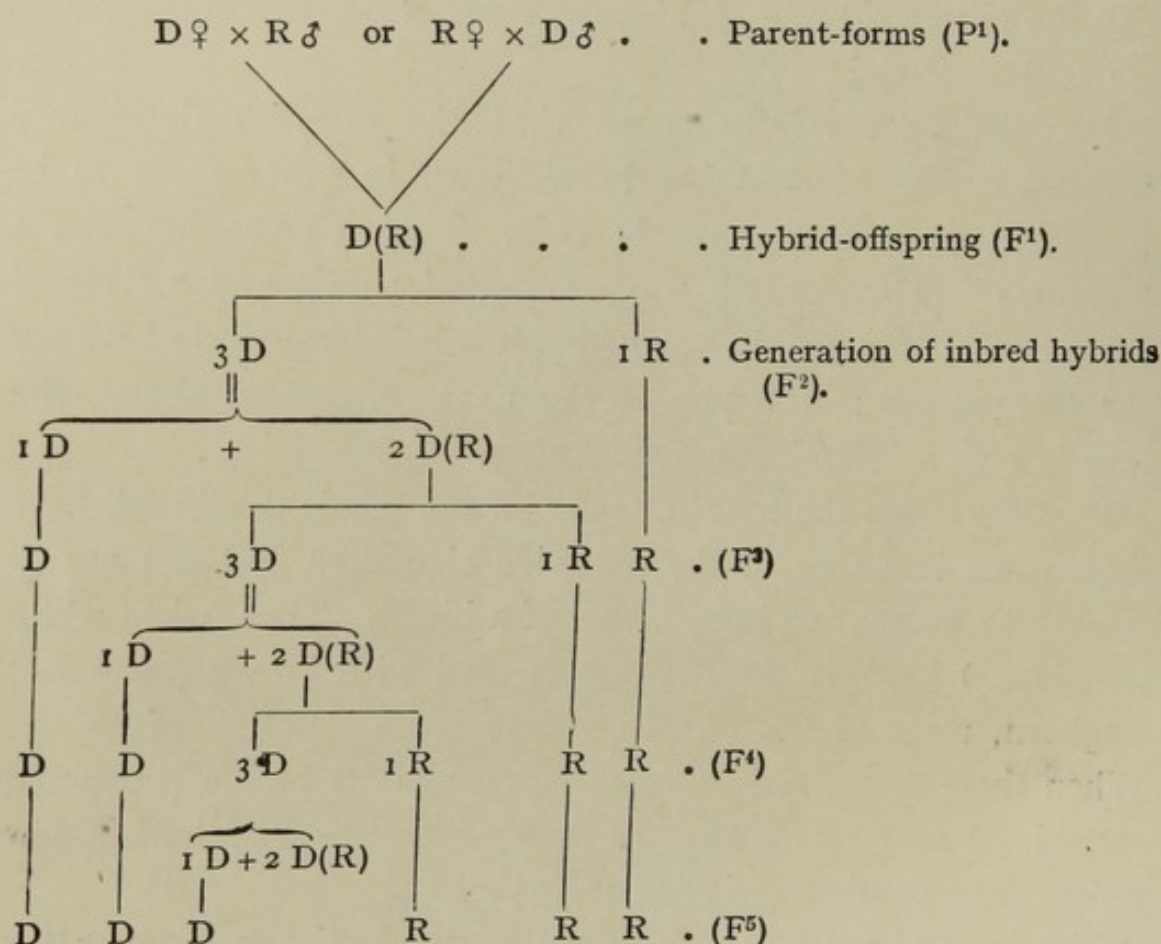 D♀ × R♂ or R♀ × D♂ . . Parent-forms (P¹).
D(R) . . . . Hybrid-offspring (F¹).
3 D 1 R . Generation of inbred hybrids
(F²).
1 D + 2 D(R)
D 3 D 1 R R . (F³)
1 D + 2 D(R)
D D 3 D 1 R R R . (F⁴)
1 D + 2 D(R)
D D D R R R . (F⁵)